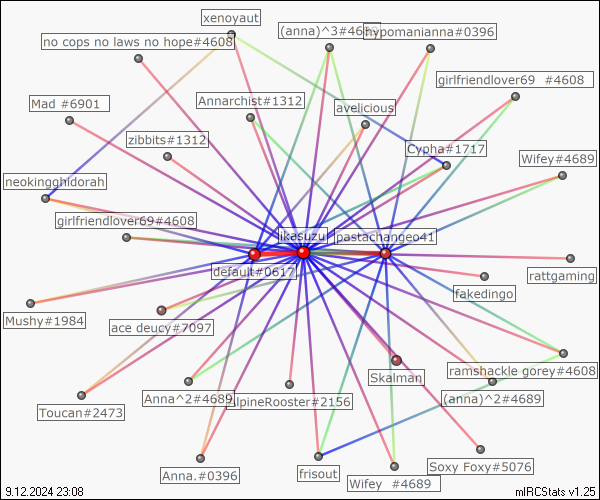 xenoyaut
(anna)^3#4689
hypomanianna#0396
no cops no laws no hope#4608
girlfriendlover69 #4608
Mad #6901
Annarchist#1312
avelicious
zibbits#1312
Cypha#1717
Wifey#4689
neokingghidorah
girlfriendlover69#4608
ikasuzu
pastachangeo41
default#0617
rattgaming
fakedingo
Mushy#1984
ace deucy#7097
Skalman
ramshackle gorey#4608
Toucan#2473
Anna^2#4689
AlpineRooster#2156
(anna)^2#4689
Anna.#0396
frisout
Wifey #4689
Soxy Foxy#5076
9.12.2024 23:08
mIRCStats v1.25